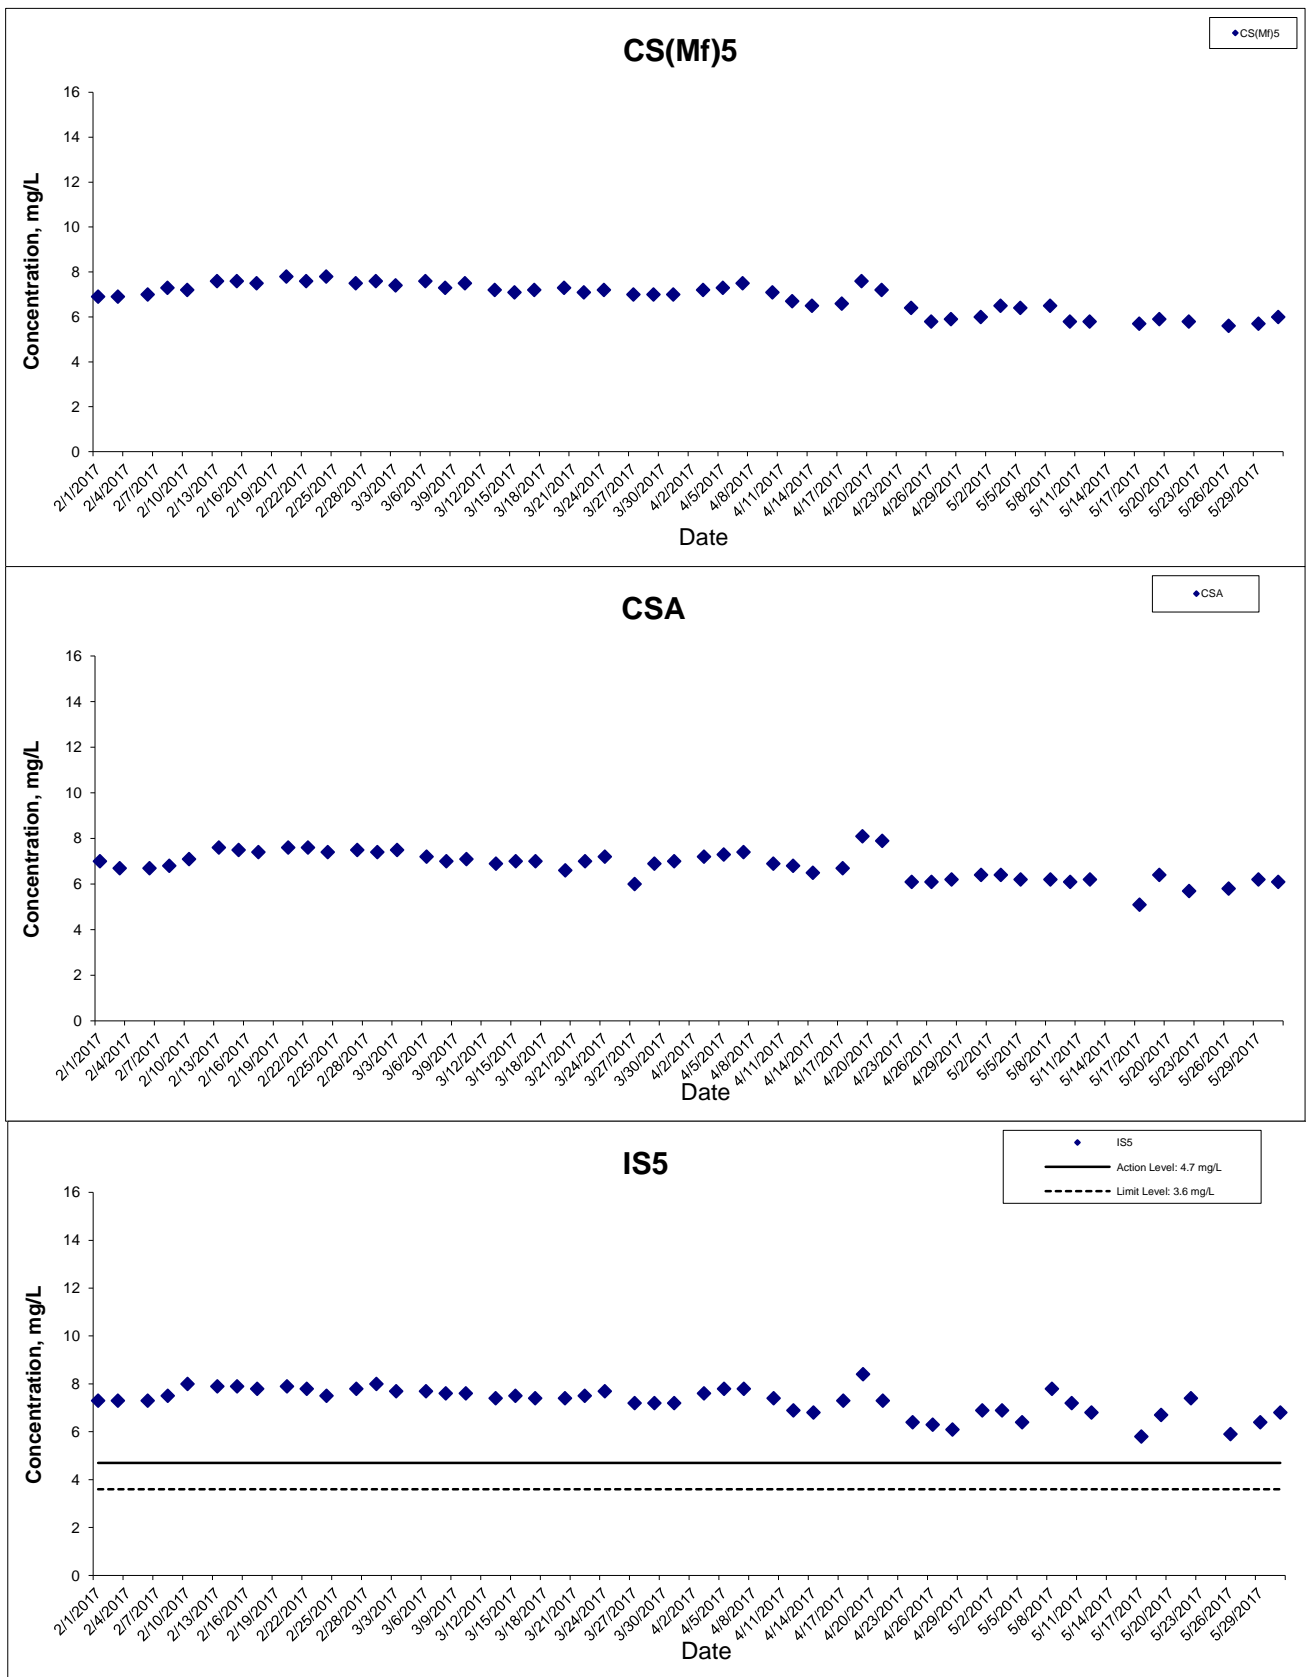 CS(Mf)5
CS(Mf)5
Concentration, mg/L
16
14
12
10
8
6
4
2
0
2/1/2017 2/4/2017 2/7/2017 2/10/2017 2/13/2017 2/16/2017 2/19/2017 2/22/2017 2/25/2017 2/28/2017 3/3/2017 3/6/2017 3/9/2017 3/12/2017 3/15/2017 3/18/2017 3/21/2017 3/24/2017 3/27/2017 3/30/2017 4/2/2017 4/5/2017 4/8/2017 4/11/2017 4/14/2017 4/17/2017 4/20/2017 4/23/2017 4/26/2017 4/29/2017 5/2/2017 5/5/2017 5/8/2017 5/11/2017 5/14/2017 5/17/2017 5/20/2017 5/23/2017 5/26/2017 5/29/2017
Date
CSA
CSA
Concentration, mg/L
16
14
12
10
8
6
4
2
0
2/1/2017 2/4/2017 2/7/2017 2/10/2017 2/13/2017 2/16/2017 2/19/2017 2/22/2017 2/25/2017 2/28/2017 3/3/2017 3/6/2017 3/9/2017 3/12/2017 3/15/2017 3/18/2017 3/21/2017 3/24/2017 3/27/2017 3/30/2017 4/2/2017 4/5/2017 4/8/2017 4/11/2017 4/14/2017 4/17/2017 4/20/2017 4/23/2017 4/26/2017 4/29/2017 5/2/2017 5/5/2017 5/8/2017 5/11/2017 5/14/2017 5/17/2017 5/20/2017 5/23/2017 5/26/2017 5/29/2017
Date
IS5
IS5
Action Level: 4.7 mg/L
Limit Level: 3.6 mg/L
Concentration, mg/L
16
14
12
10
8
6
4
2
0
2/1/2017 2/4/2017 2/7/2017 2/10/2017 2/13/2017 2/16/2017 2/19/2017 2/22/2017 2/25/2017 2/28/2017 3/3/2017 3/6/2017 3/9/2017 3/12/2017 3/15/2017 3/18/2017 3/21/2017 3/24/2017 3/27/2017 3/30/2017 4/2/2017 4/5/2017 4/8/2017 4/11/2017 4/14/2017 4/17/2017 4/20/2017 4/23/2017 4/26/2017 4/29/2017 5/2/2017 5/5/2017 5/8/2017 5/11/2017 5/14/2017 5/17/2017 5/20/2017 5/23/2017 5/26/2017 5/29/2017
Date